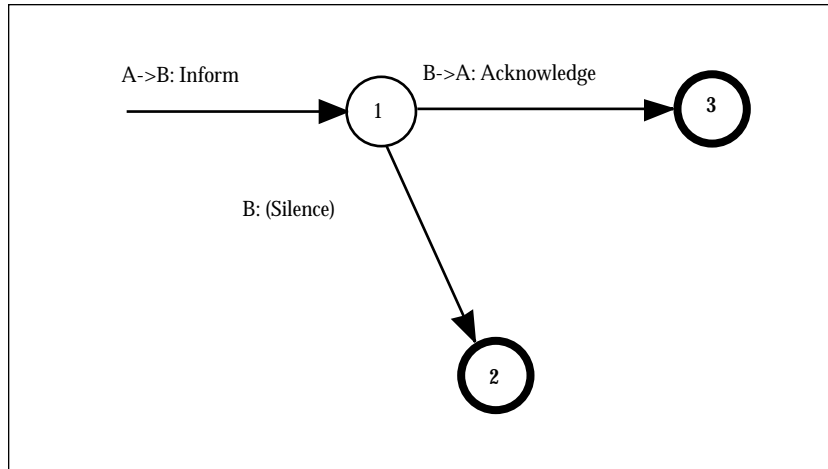 A->B: Inform
B->A: Acknowledge
1
3
B: (Silence)
2